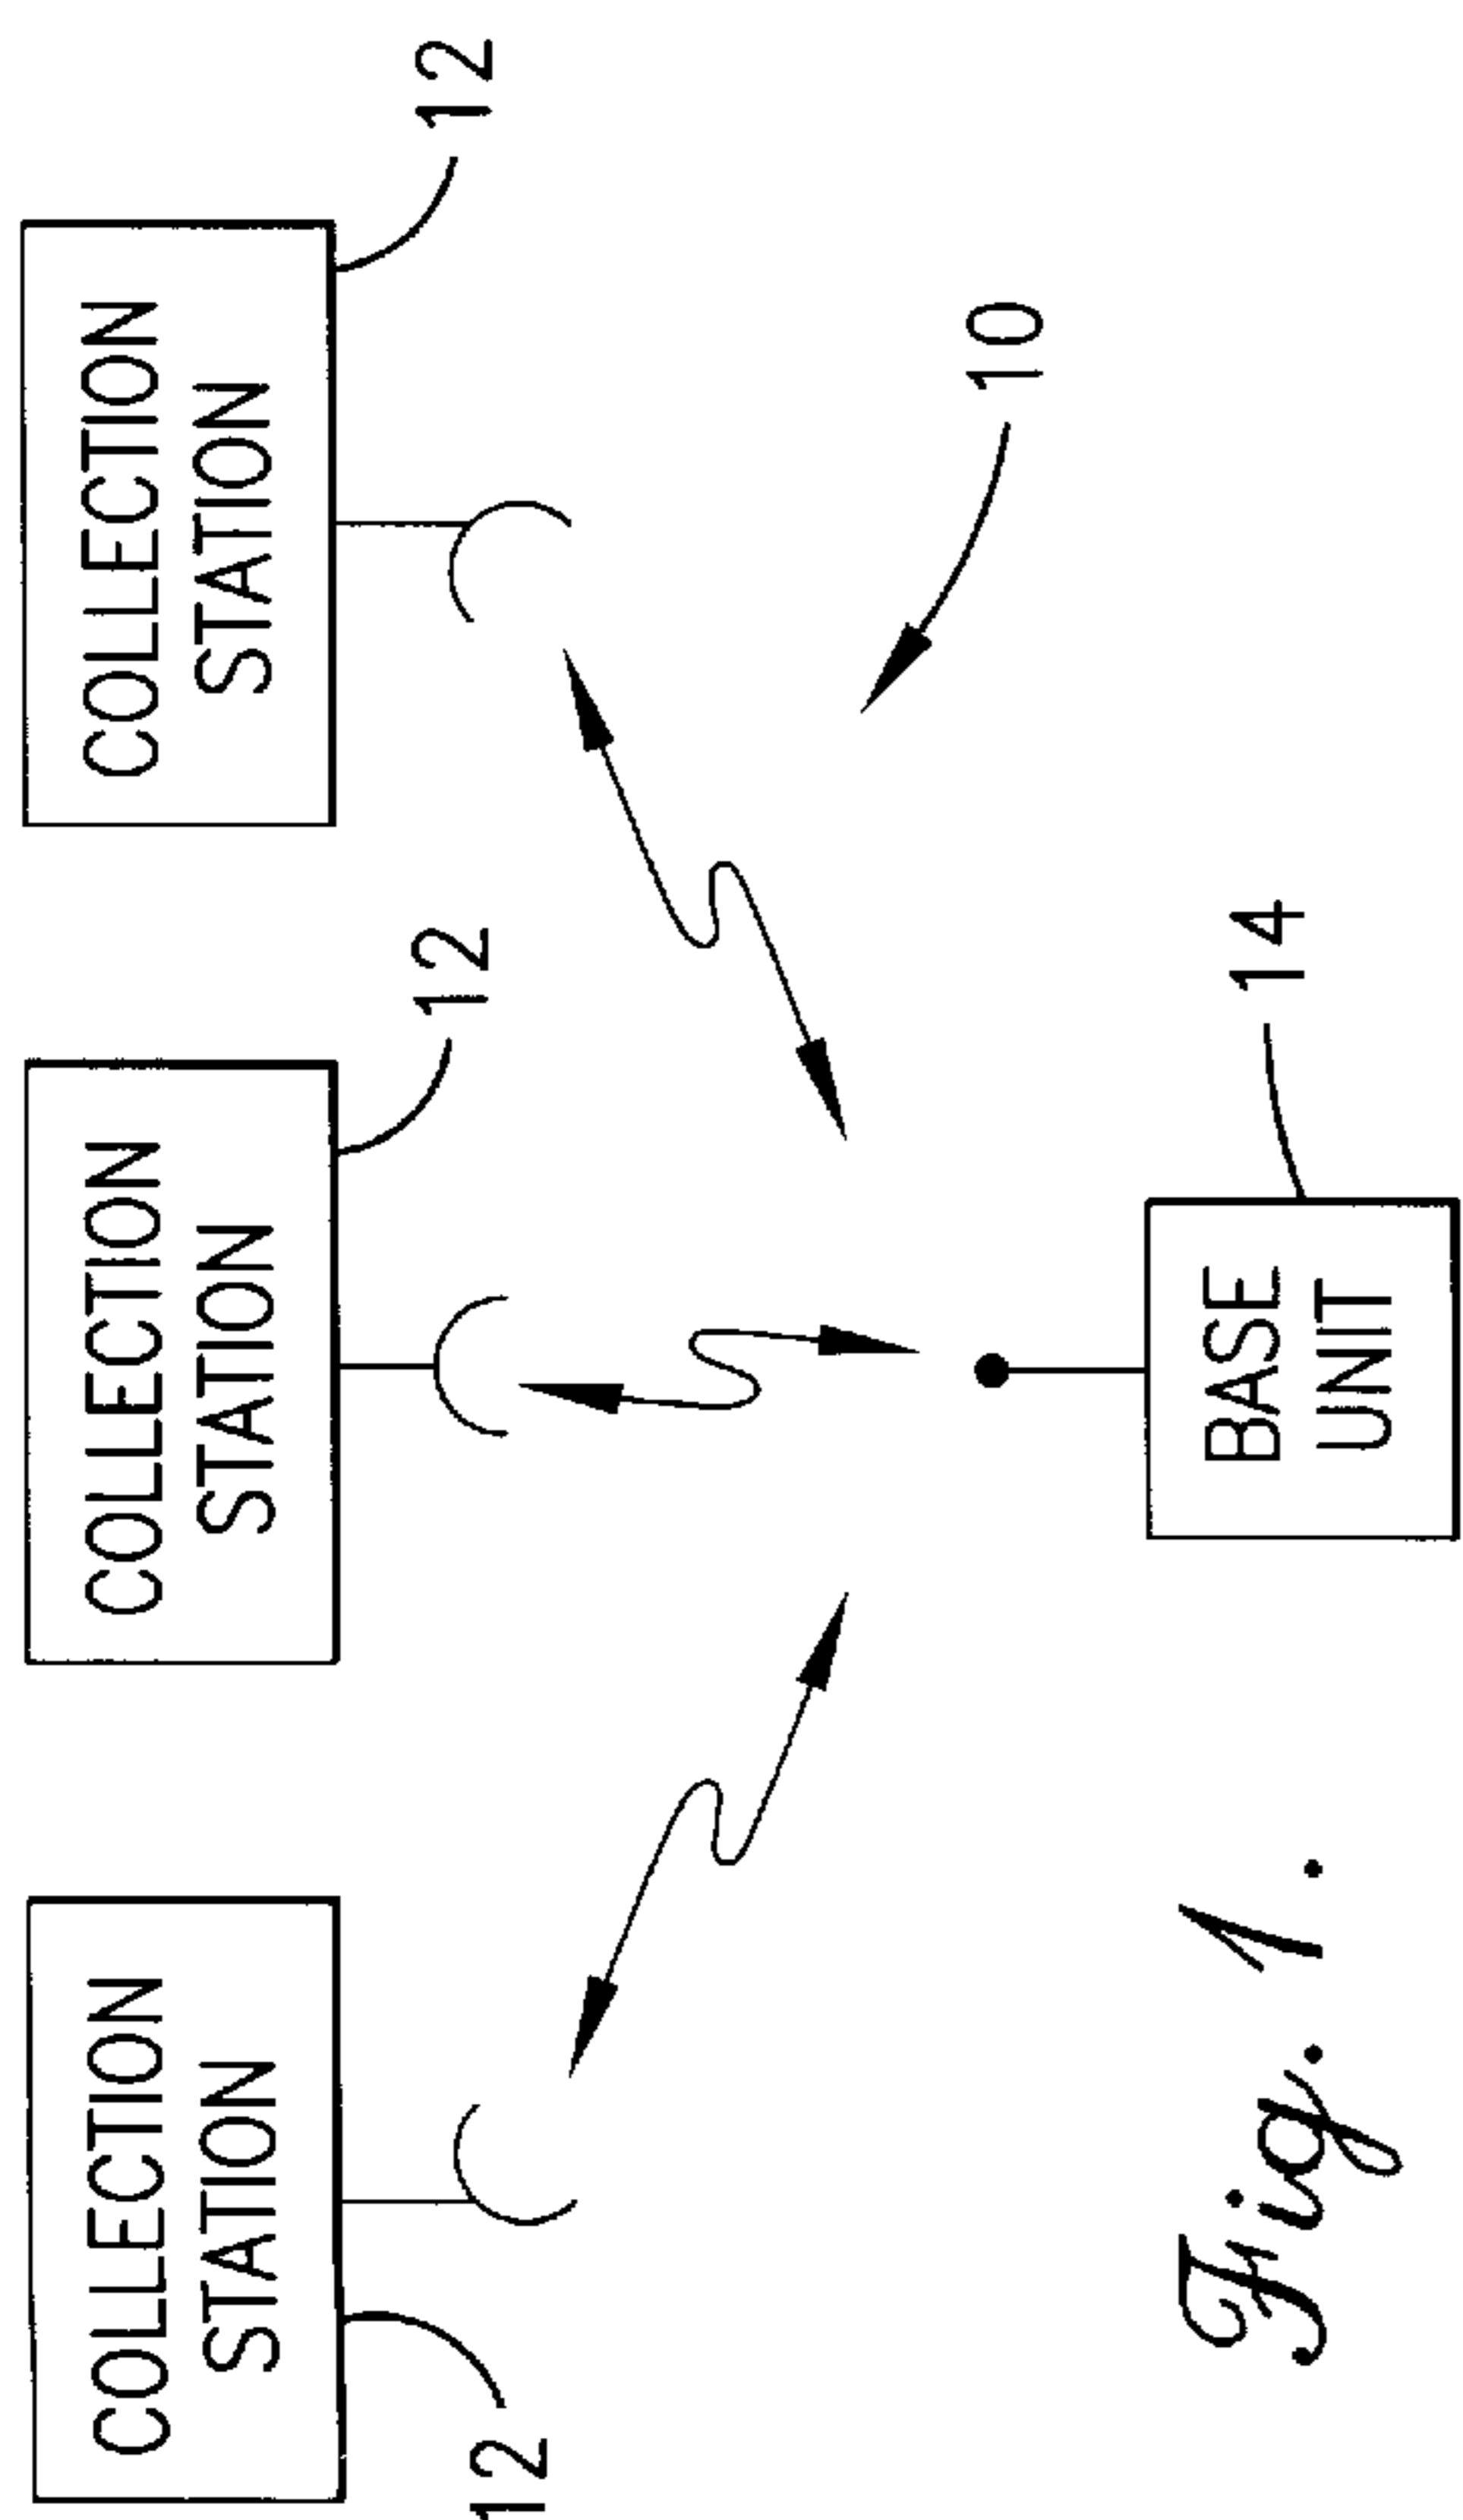 COLLECTION
STATION
12
COLLECTION
STATION
12
COLLECTION
STATION
12
10
BASE
UNIT
14
Fig. 1.